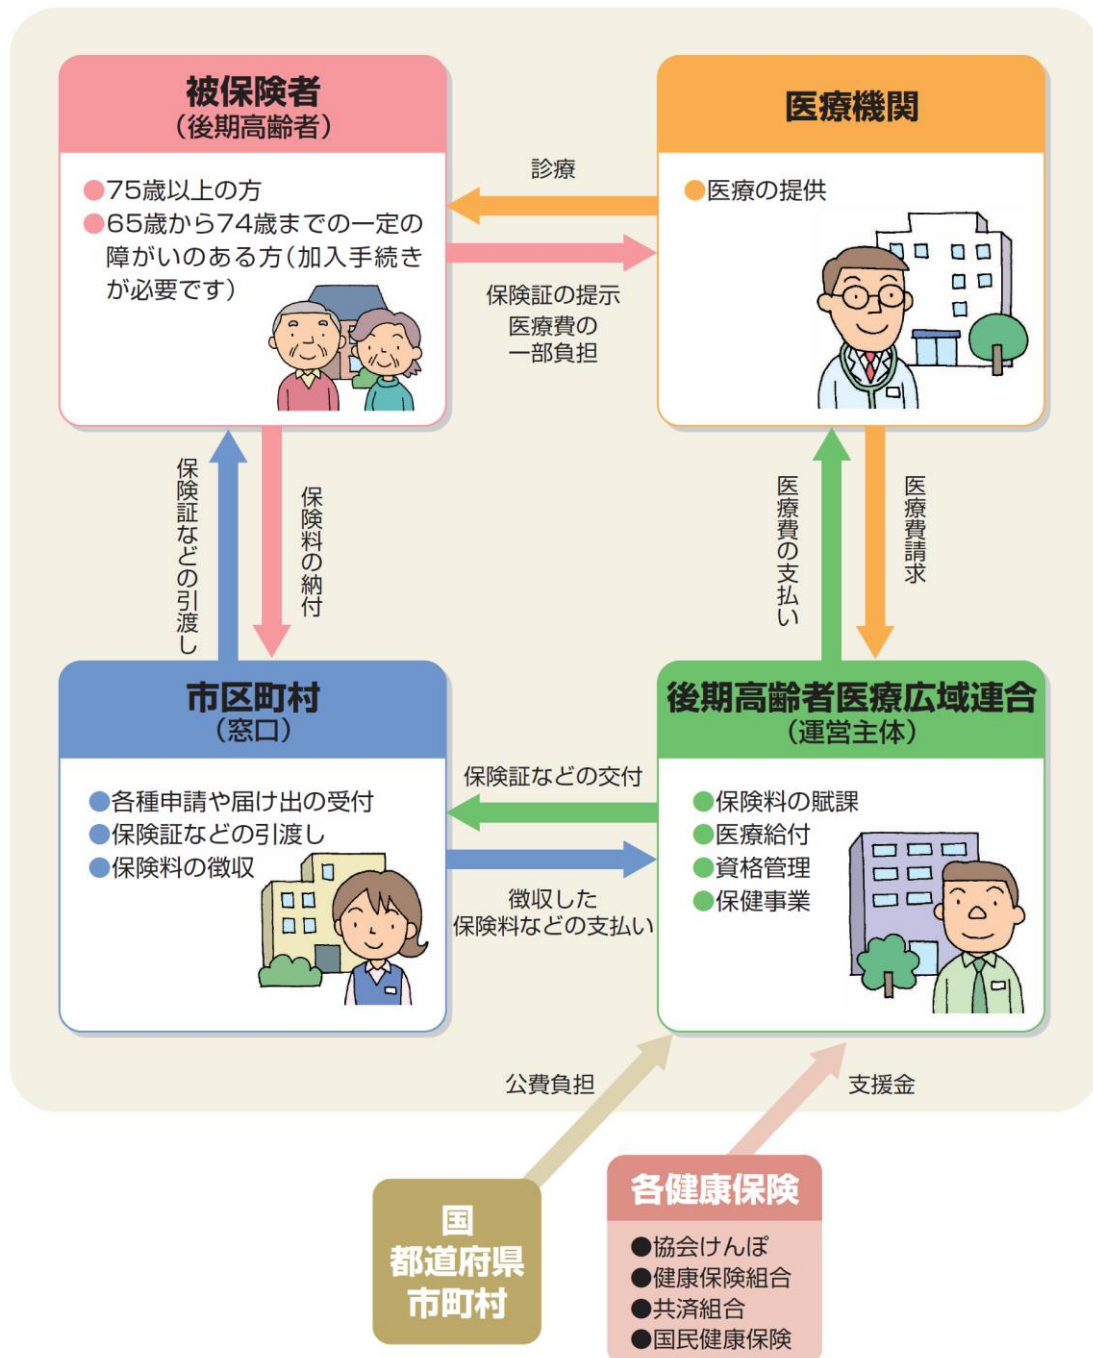 被保険者
(後期高齢者)
●75歳以上の方
●65歳から74歳までの一定の
障がいのある方(加入手続き
が必要です)
診療
保険証の提示
医療費の
一部負担
医療機関
●医療の提供
保険証などの引渡し
保険料の納付
医療費の支払い
医療費請求
市区町村
(窓口)
●各種申請や届け出の受付
●保険証などの引渡し
●保険料の徴収
保険証などの交付
徴収した
保険料などの支払い
後期高齢者医療広域連合
(運営主体)
●保険料の賦課
●医療給付
●資格管理
●保健事業
公費負担
支援金
国
都道府県
市町村
各健康保険
●協会けんぽ
●健康保険組合
●共済組合
●国民健康保険